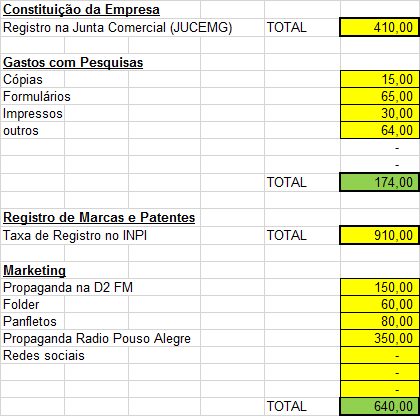 Constituição da Empresa
Registro na Junta Comercial (JUCEMG) TOTAL 410,00
Gastos com Pesquisas
Cópias 15,00
Formulários 65,00
Impressos 30,00
outros 64,00
-
-
TOTAL 174,00
Registro de Marcas e Patentes
Taxa de Registro no INPI TOTAL 910,00
Marketing
Propaganda na D2 FM 150,00
Folder 60,00
Panfletos 80,00
Propaganda Radio Pouso Alegre 350,00
Redes sociais -
-
-
TOTAL 640,00